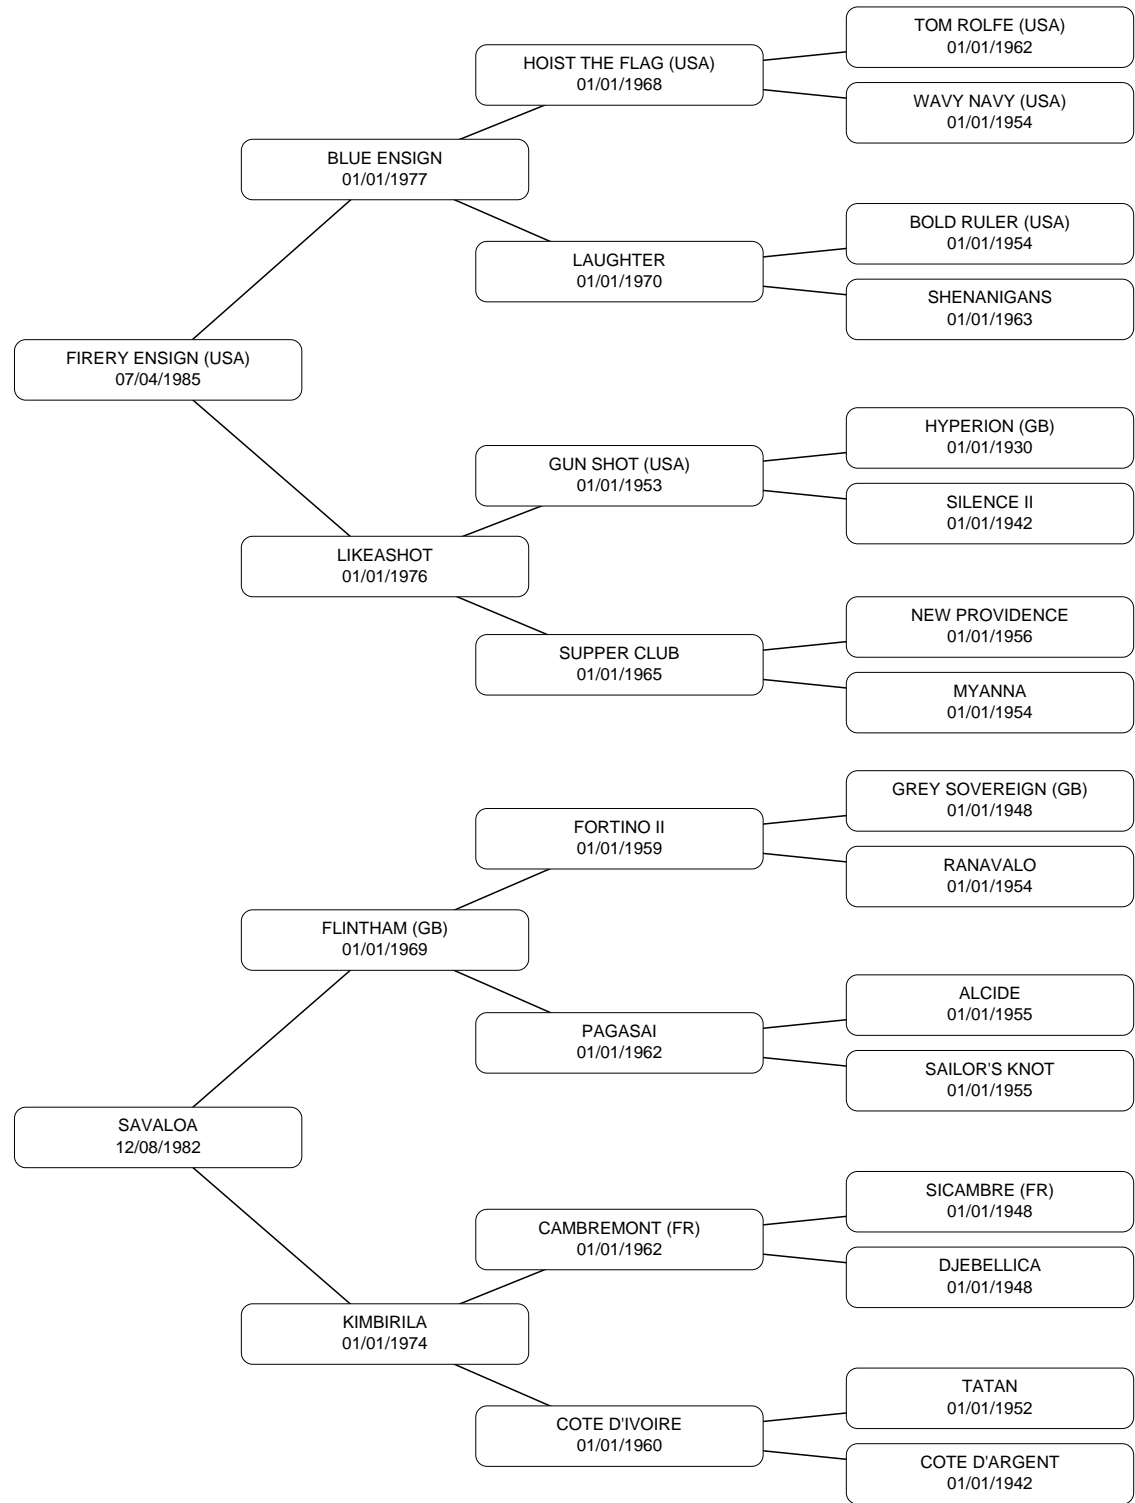 TOM ROLFE (USA)
01/01/1962
HOIST THE FLAG (USA)
01/01/1968
WAVY NAVY (USA)
01/01/1954
BLUE ENSIGN
01/01/1977
BOLD RULER (USA)
01/01/1954
LAUGHTER
01/01/1970
SHENANIGANS
01/01/1963
FIRERY ENSIGN (USA)
07/04/1985
HYPERION (GB)
01/01/1930
GUN SHOT (USA)
01/01/1953
SILENCE II
01/01/1942
LIKEASHOT
01/01/1976
NEW PROVIDENCE
01/01/1956
SUPPER CLUB
01/01/1965
MYANNA
01/01/1954
GREY SOVEREIGN (GB)
01/01/1948
FORTINO II
01/01/1959
RANAVALO
01/01/1954
FLINTHAM (GB)
01/01/1969
ALCIDE
01/01/1955
PAGASAI
01/01/1962
SAILOR'S KNOT
01/01/1955
SAVALOA
12/08/1982
SICAMBRE (FR)
01/01/1948
CAMBREMONT (FR)
01/01/1962
DJEBELLICA
01/01/1948
KIMBIRILA
01/01/1974
TATAN
01/01/1952
COTE D'IVOIRE
01/01/1960
COTE D'ARGENT
01/01/1942